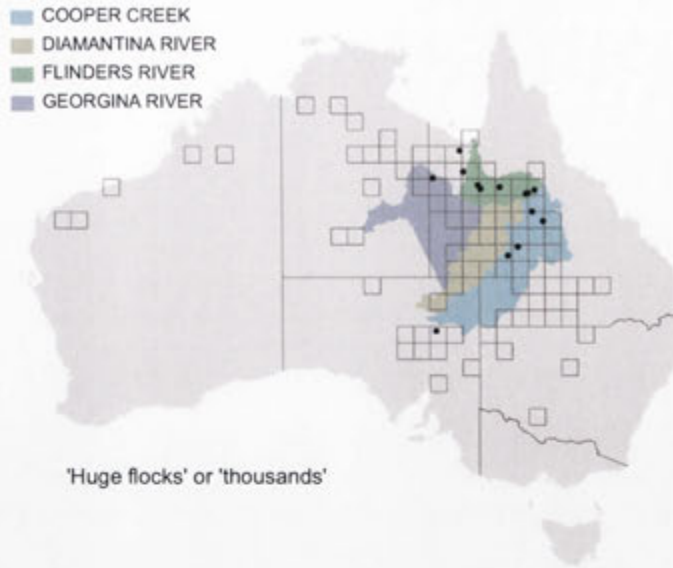 COOPER CREEK
DIAMANTINA RIVER
FLINDERS RIVER
GEORGINA RIVER
'Huge flocks' or 'thousands'